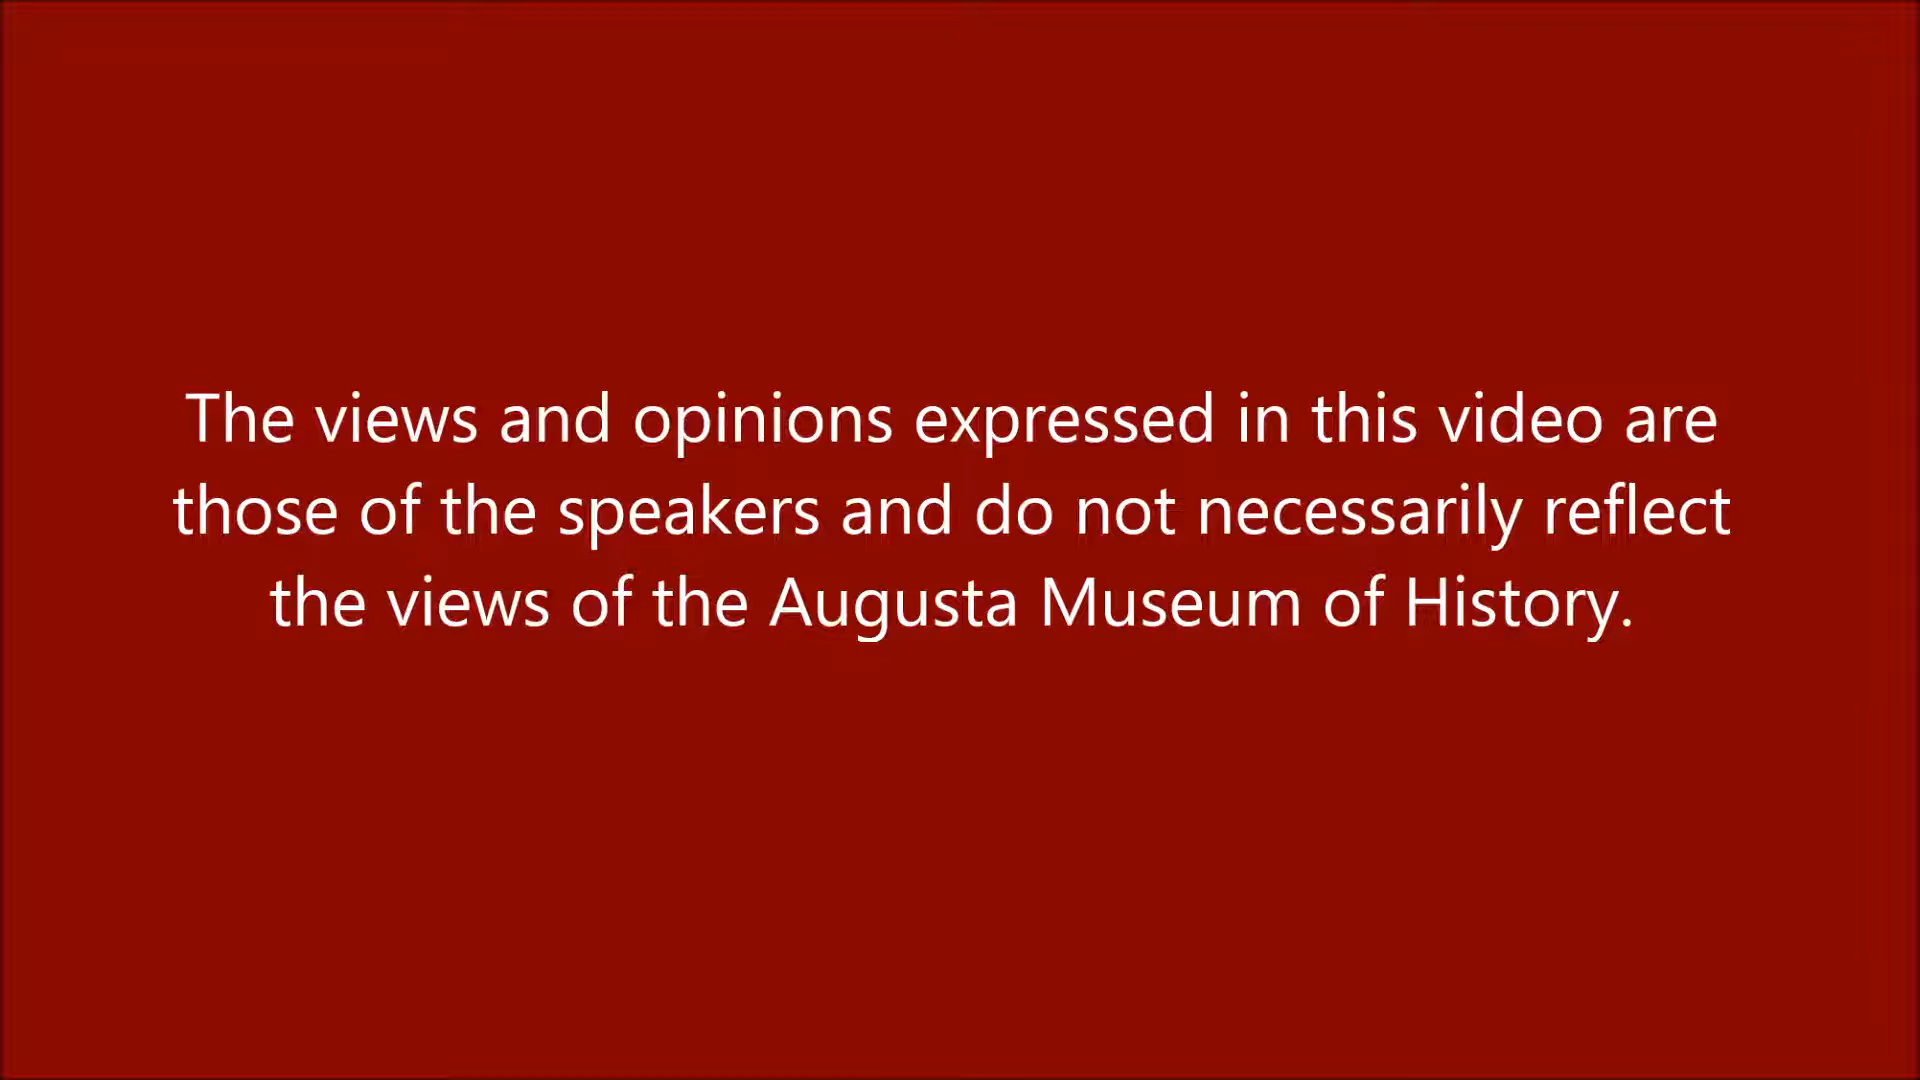 The views and opinions expressed in this video are
those of the speakers and do not necessarily reflect
the views of the Augusta Museum of History.